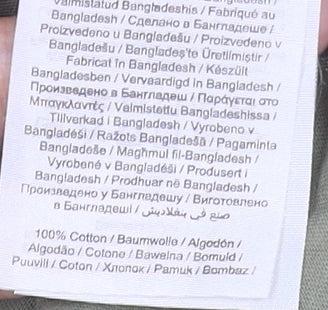 Valmistatud Bangladeshis / Fabriqué au
Bangladesh / Сделано в Бангладеше /
Proizvedeno u Bangladešu / Proizvedeno v
Bangladešu / Bangladeş'te Üretilmiştir /
Fabricat în Bangladesh / Készült
Bangladesben / Vervaardigd in Bangladesh /
Произведено в Бангладеш / Παράγεται στο
Μπαγκλαντές / Valmistettu Bangladeshissa /
Tillverkad i Bangladesh / Vyrobeno v
Bangladéši / Ražots Bangladešā / Pagaminta
Bangladeše / Magħmul fil-Bangladesh /
Vyrobené v Bangladéši / Produsert i
Bangladesh / Prodhuar në Bangladesh /
Произведено у Бангладешу / Виготовлено
в Бангладеші / صنع في بنغلاديش
100% Cotton / Baumwolle / Algodón /
Algodão / Cotone / Bawełna / Bomuld /
Puuvill / Coton / Хлопок / Pamuk / Bombaž /